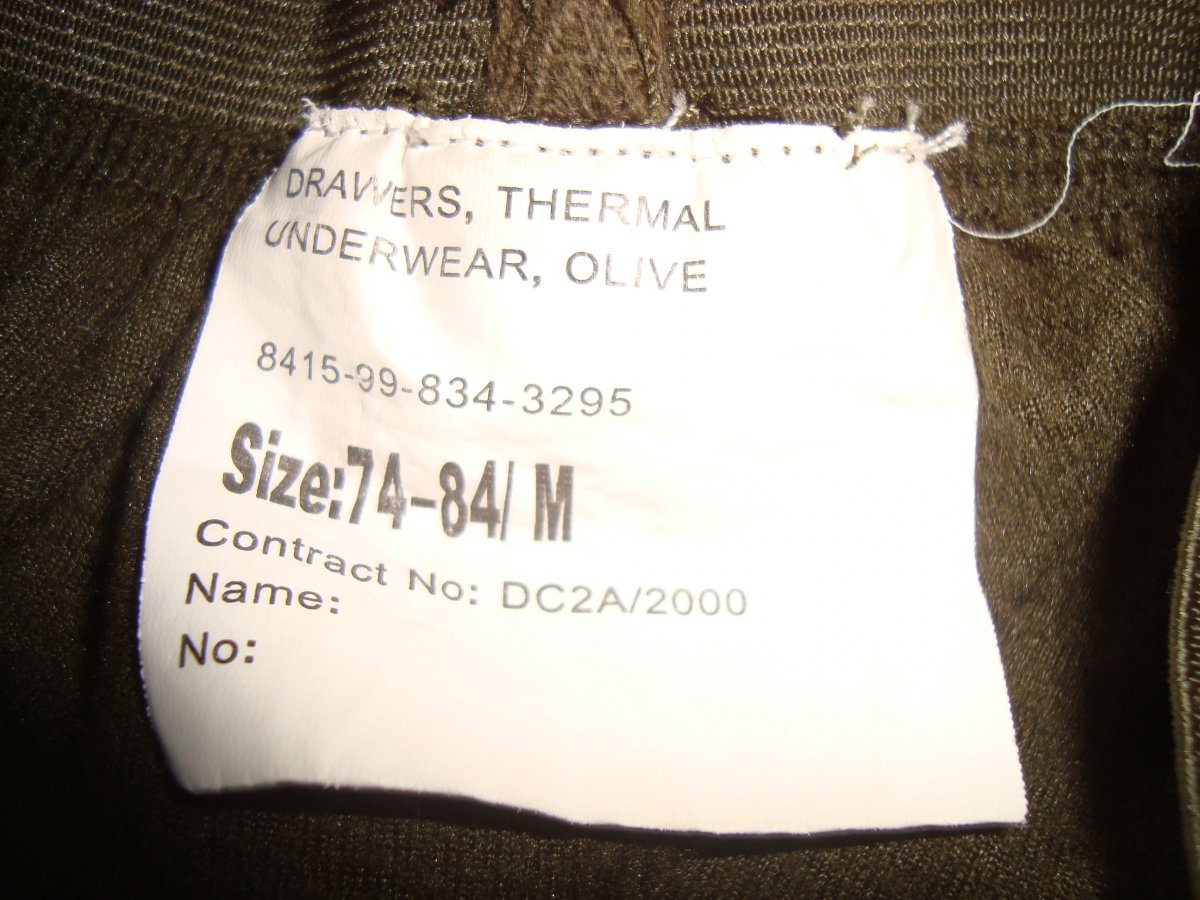 DRAWERS, THERMAL
UNDERWEAR, OLIVE
8415-99-834-3295
Size:74-84/ M
Contract No: DC2A/2000
Name:
No: